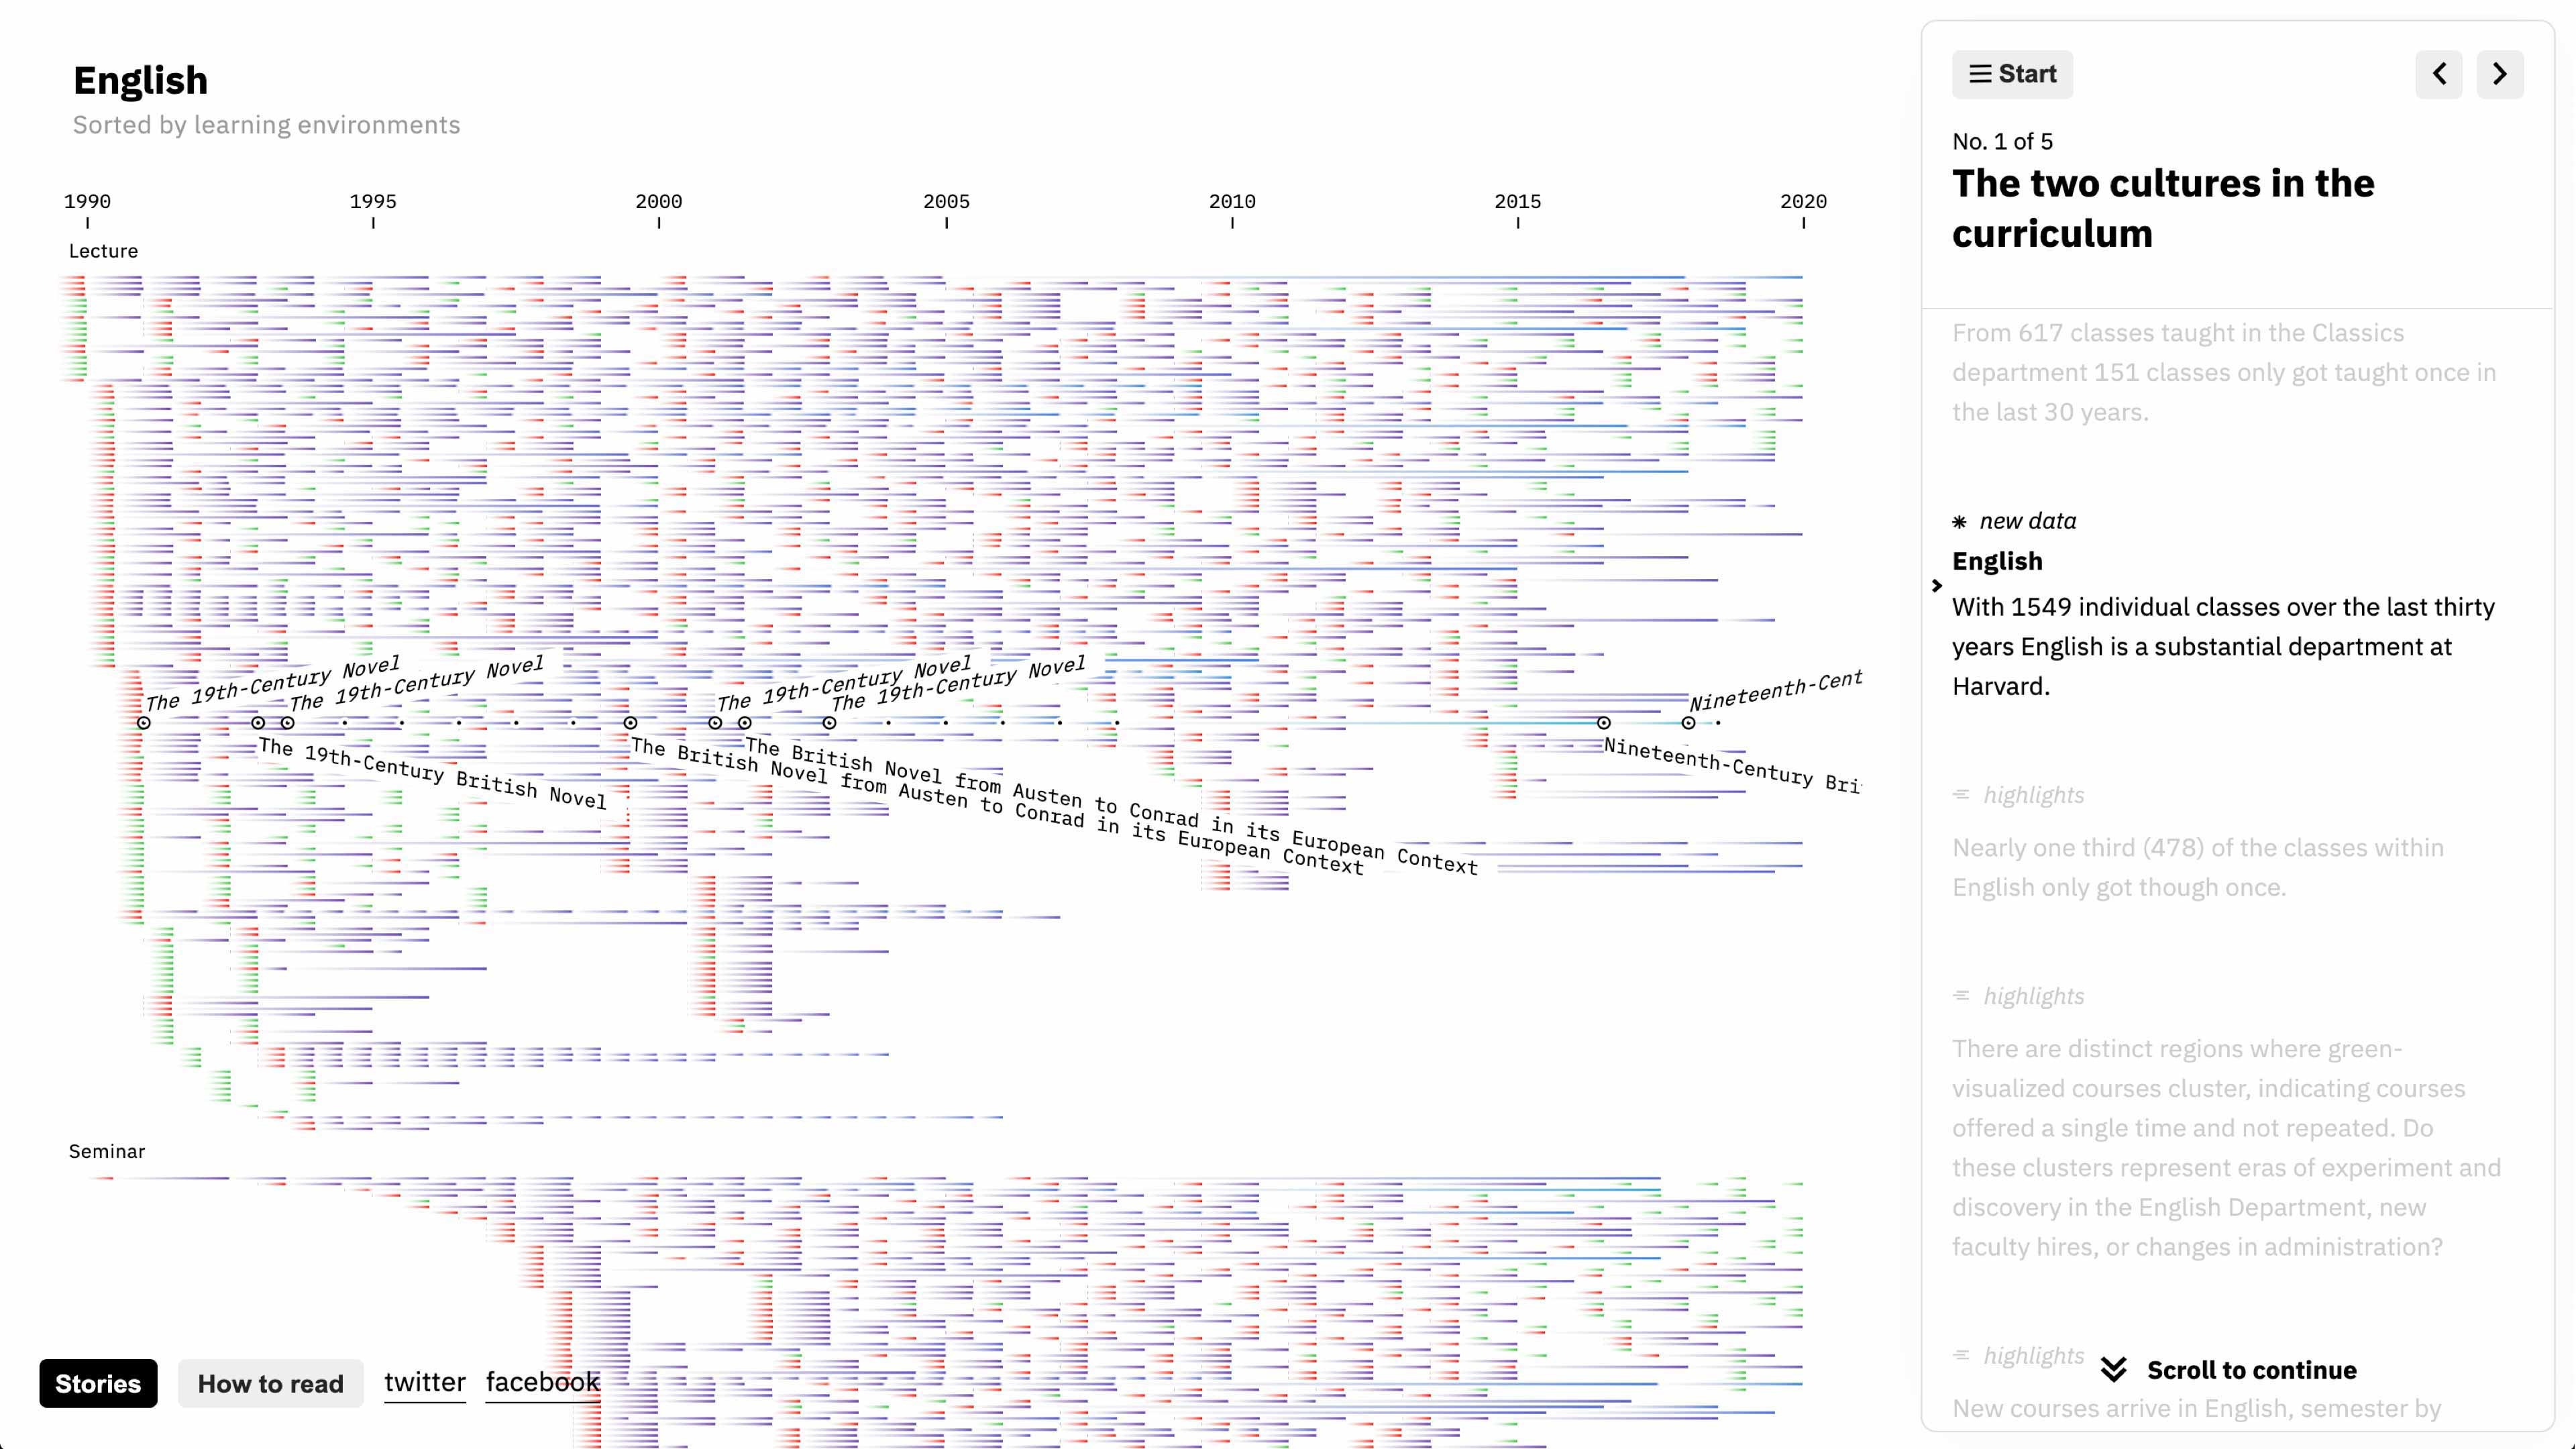 English
Sorted by learning environments
1990 1995 2000 2005 2010 2015 2020
Lecture
The 19th-Century Novel
The 19th-Century Novel
The 19th-Century Novel
The 19th-Century Novel
Nineteenth-Cent
The 19th-Century British Novel
The British Novel from Austen to Conrad in its European Context
The British Novel from Austen to Conrad in its European Context
Nineteenth-Century Bri
Seminar
Stories
How to read
twitter
facebook
Start
No. 1 of 5
The two cultures in the
curriculum
From 617 classes taught in the Classics
department 151 classes only got taught once in
the last 30 years.
new data
English
With 1549 individual classes over the last thirty
years English is a substantial department at
Harvard.
highlights
Nearly one third (478) of the classes within
English only got though once.
highlights
There are distinct regions where green-
visualized courses cluster, indicating courses
offered a single time and not repeated. Do
these clusters represent eras of experiment and
discovery in the English Department, new
faculty hires, or changes in administration?
highlights
Scroll to continue
New courses arrive in English, semester by